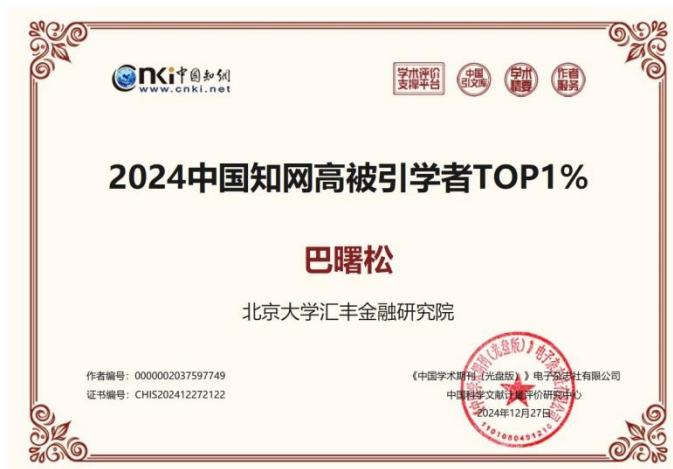 Cnki中国知网
www.cnki.net
学术评价
支撑平台
中国
引文库
学术
精要
作者
服务
2024中国知网高被引学者TOP1%
巴曙松
北京大学汇丰金融研究院
作者编号：0000002037597749
证书编号：CHIS202412272122
《中国学术期刊（光盘版）》电子杂志社有限公司
中国科学文献计量评价研究中心
2024年12月27日